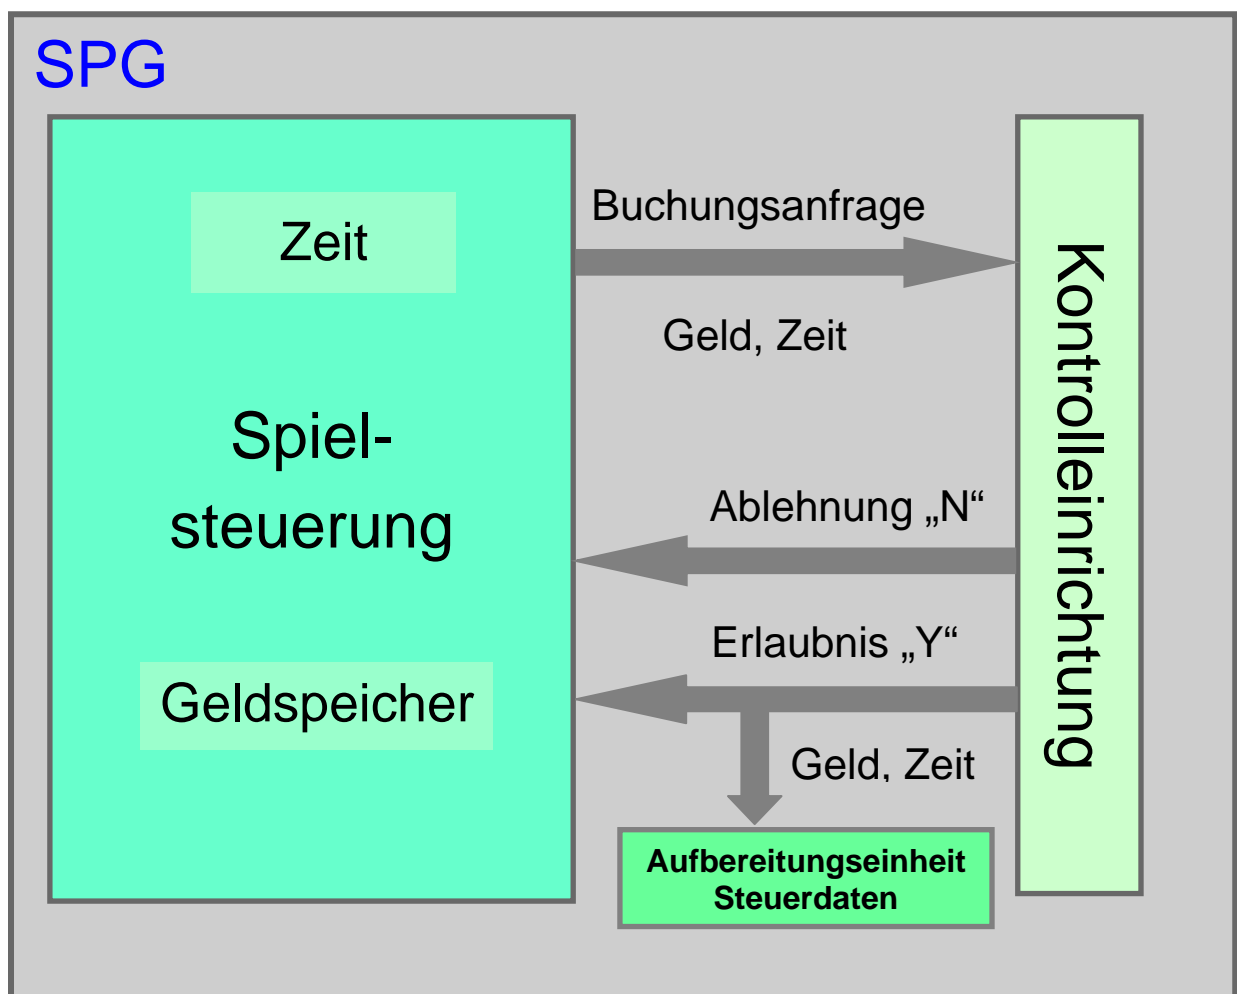 SPG
Zeit
Spiel-
steuerung
Geldspeicher
Buchungsanfrage
Geld, Zeit
Ablehnung „N“
Erlaubnis „Y“
Geld, Zeit
Aufbereitungseinheit
Steuerdaten
Kontrolleinrichtung